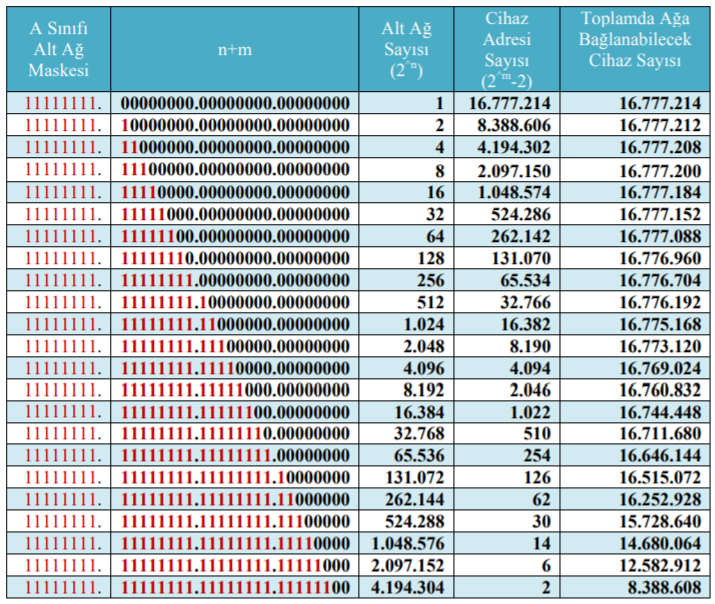 A Sınıfı Alt Ağ Maskesi | n+m | Alt Ağ Sayısı (2^n) | Cihaz Adresi Sayısı (2^m-2) | Toplamda Ağa Bağlanabilecek Cihaz Sayısı
11111111. 00000000.00000000.00000000 1 16.777.214 16.777.214
11111111. 10000000.00000000.00000000 2 8.388.606 16.777.212
11111111. 11000000.00000000.00000000 4 4.194.302 16.777.208
11111111. 11100000.00000000.00000000 8 2.097.150 16.777.200
11111111. 11110000.00000000.00000000 16 1.048.574 16.777.184
11111111. 11111000.00000000.00000000 32 524.286 16.777.152
11111111. 11111100.00000000.00000000 64 262.142 16.777.088
11111111. 11111110.00000000.00000000 128 131.070 16.776.960
11111111. 11111111.00000000.00000000 256 65.534 16.776.704
11111111. 11111111.10000000.00000000 512 32.766 16.776.192
11111111. 11111111.11000000.00000000 1.024 16.382 16.775.168
11111111. 11111111.11100000.00000000 2.048 8.190 16.773.120
11111111. 11111111.11110000.00000000 4.096 4.094 16.769.024
11111111. 11111111.11111000.00000000 8.192 2.046 16.760.832
11111111. 11111111.11111100.00000000 16.384 1.022 16.744.448
11111111. 11111111.11111110.00000000 32.768 510 16.711.680
11111111. 11111111.11111111.00000000 65.536 254 16.646.144
11111111. 11111111.11111111.10000000 131.072 126 16.515.072
11111111. 11111111.11111111.11000000 262.144 62 16.252.928
11111111. 11111111.11111111.11100000 524.288 30 15.728.640
11111111. 11111111.11111111.11110000 1.048.576 14 14.680.064
11111111. 11111111.11111111.11111000 2.097.152 6 12.582.912
11111111. 11111111.11111111.11111100 4.194.304 2 8.388.608